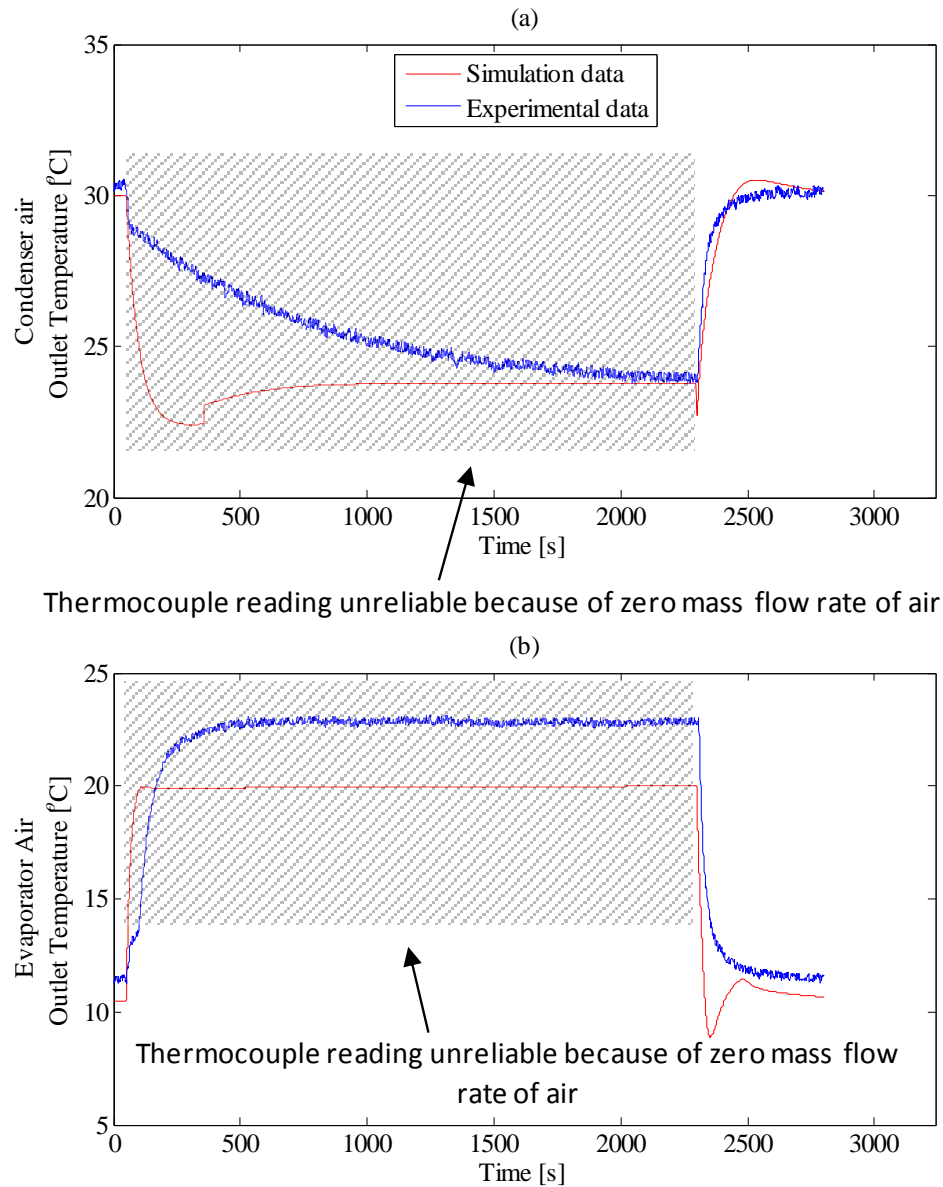 (a)
35
30
25
20
Condenser air
Outlet Temperature [ºC]
Simulation data
Experimental data
0 500 1000 1500 2000 2500 3000
Time [s]
Thermocouple reading unreliable because of zero mass flow rate of air
(b)
25
20
15
10
5
Evaporator Air
Outlet Temperature [ºC]
Thermocouple reading unreliable because of zero mass flow
rate of air
0 500 1000 1500 2000 2500 3000
Time [s]